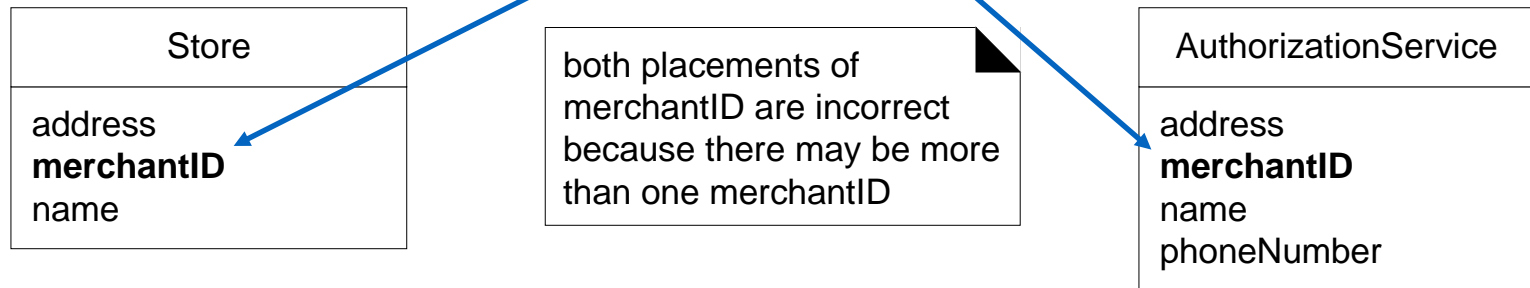 Store
address
merchantID
name
both placements of
merchantID are incorrect
because there may be more
than one merchantID
AuthorizationService
address
merchantID
name
phoneNumber